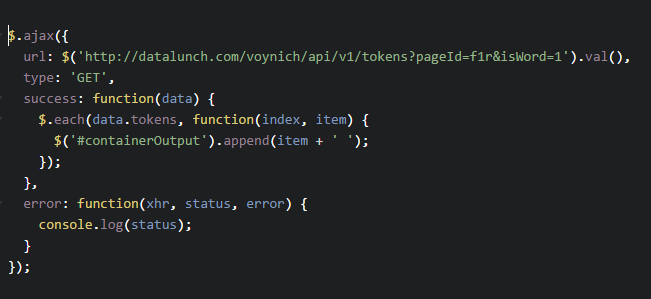 $.ajax({
  url: $('http://datalunch.com/voynich/api/v1/tokens?pageId=f1r&isWord=1').val(),
  type: 'GET',
  success: function(data) {
    $.each(data.tokens, function(index, item) {
      $('#containerOutput').append(item + ' ');
    });
  },
  error: function(xhr, status, error) {
    console.log(status);
  }
});